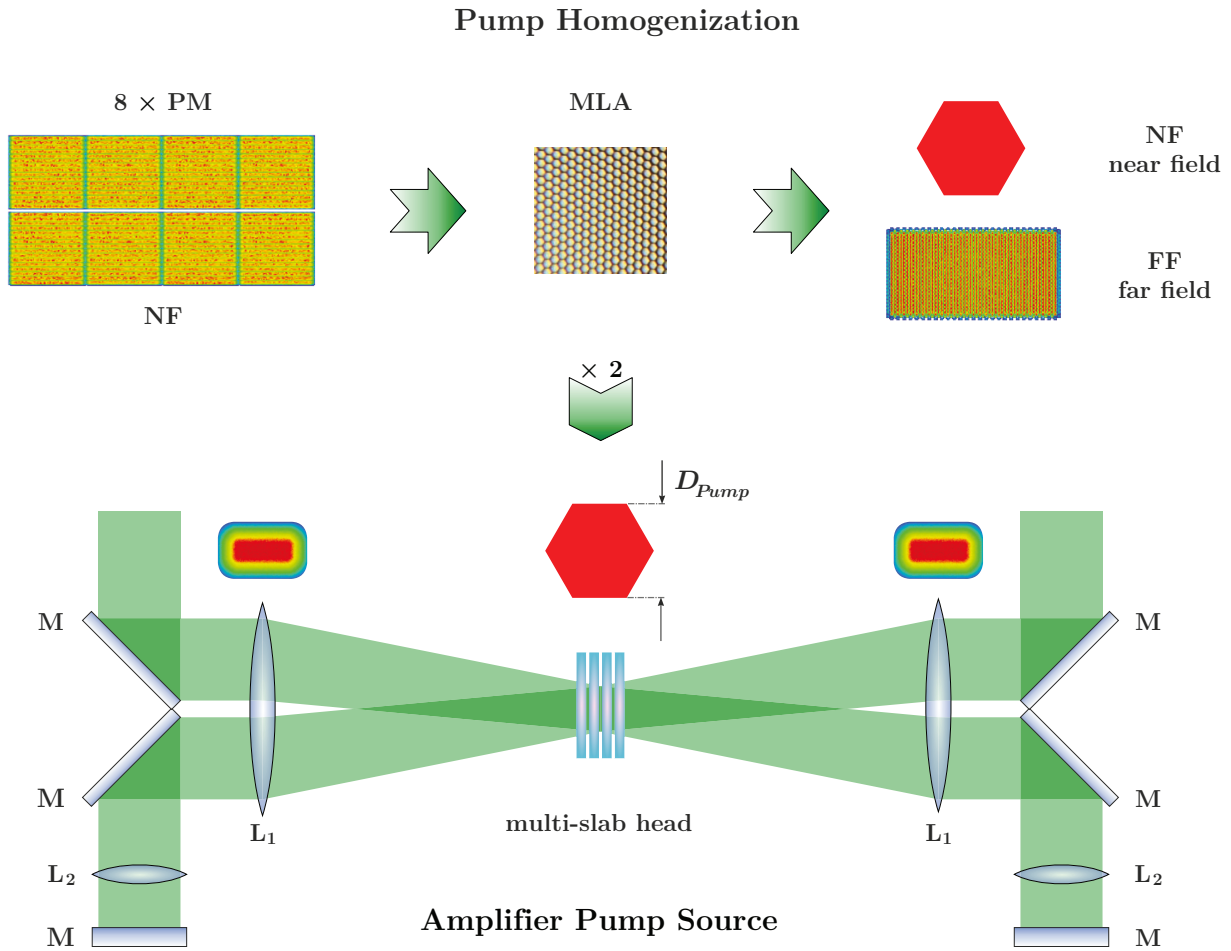 Pump Homogenization
8 × PM
MLA
NF
near field
NF
FF
far field
× 2
D_Pump
M
M
M
M
L₁
multi-slab head
L₁
L₂
L₂
Amplifier Pump Source
M
M